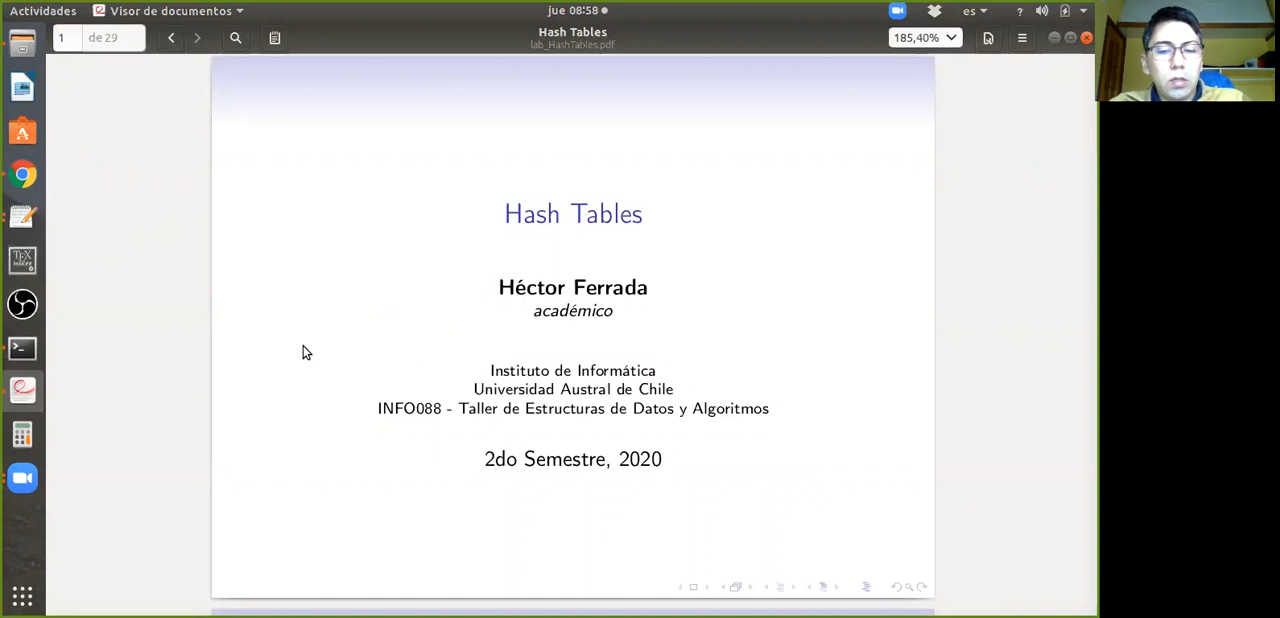 Actividades Visor de documentos jue 08:58 es ?
1 de 29 Hash Tables 185,40%
lab_HashTables.pdf
Hash Tables
Héctor Ferrada
académico
Instituto de Informática
Universidad Austral de Chile
INFO088 - Taller de Estructuras de Datos y Algoritmos
2do Semestre, 2020